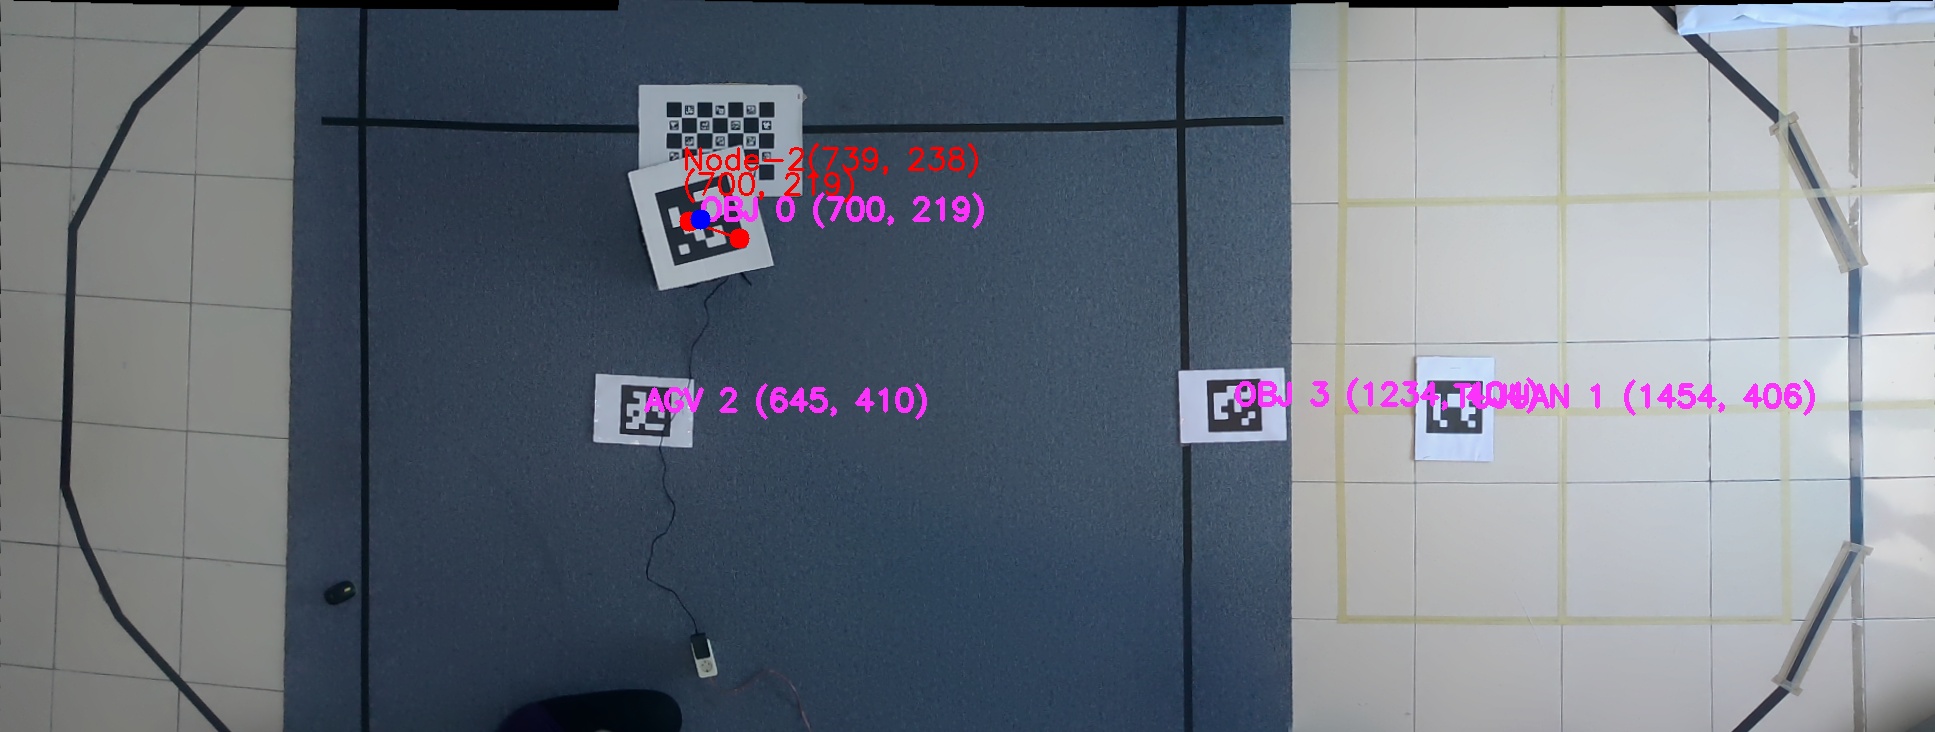 Node-2(739, 238)
(700, 219)
OBJ 0 (700, 219)
AGV 2 (645, 410)
OBJ 3 (1234, 404)
TUJUAN 1 (1454, 406)